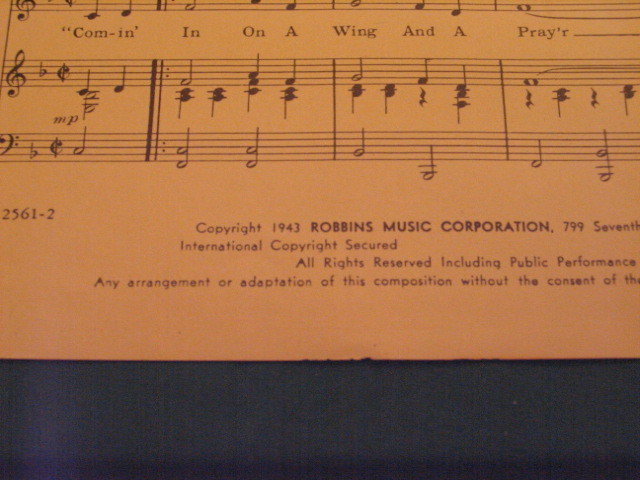 "Com-in' In On A Wing And A Pray'r
mp
2561-2
Copyright 1943 ROBBINS MUSIC CORPORATION, 799 Seventh
International Copyright Secured
All Rights Reserved Including Public Performance
Any arrangement or adaptation of this composition without the consent of the